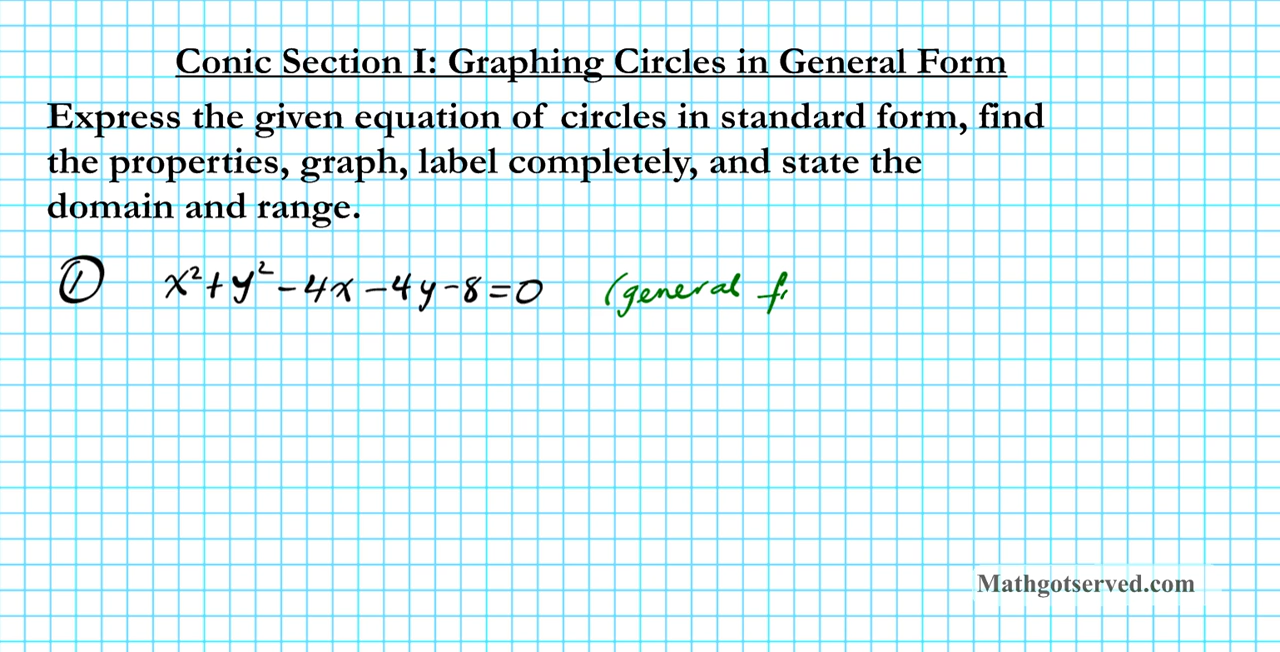 Conic Section I: Graphing Circles in General Form
Express the given equation of circles in standard form, find
the properties, graph, label completely, and state the
domain and range.
① x²+y²-4x-4y-8=0 (general f
Mathgotserved.com